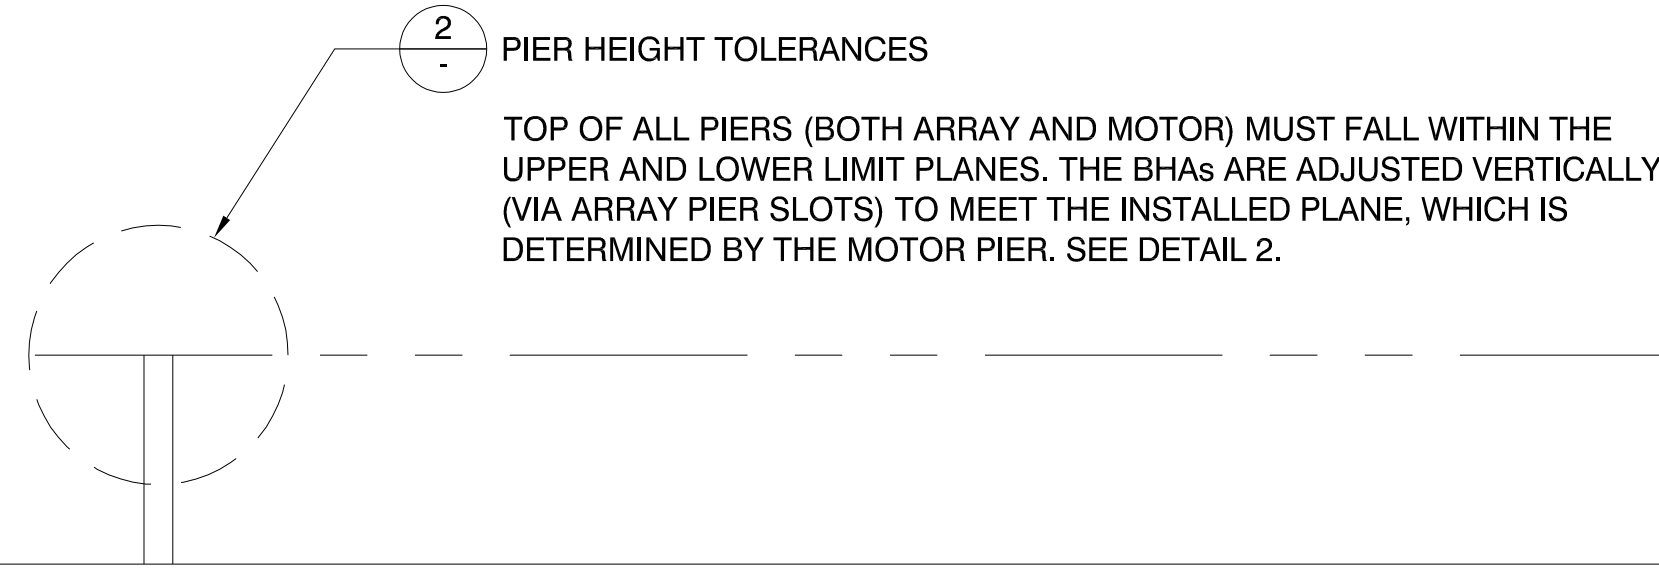 2
-
PIER HEIGHT TOLERANCES
TOP OF ALL PIERS (BOTH ARRAY AND MOTOR) MUST FALL WITHIN THE
UPPER AND LOWER LIMIT PLANES. THE BHAs ARE ADJUSTED VERTICALLY
(VIA ARRAY PIER SLOTS) TO MEET THE INSTALLED PLANE, WHICH IS
DETERMINED BY THE MOTOR PIER. SEE DETAIL 2.